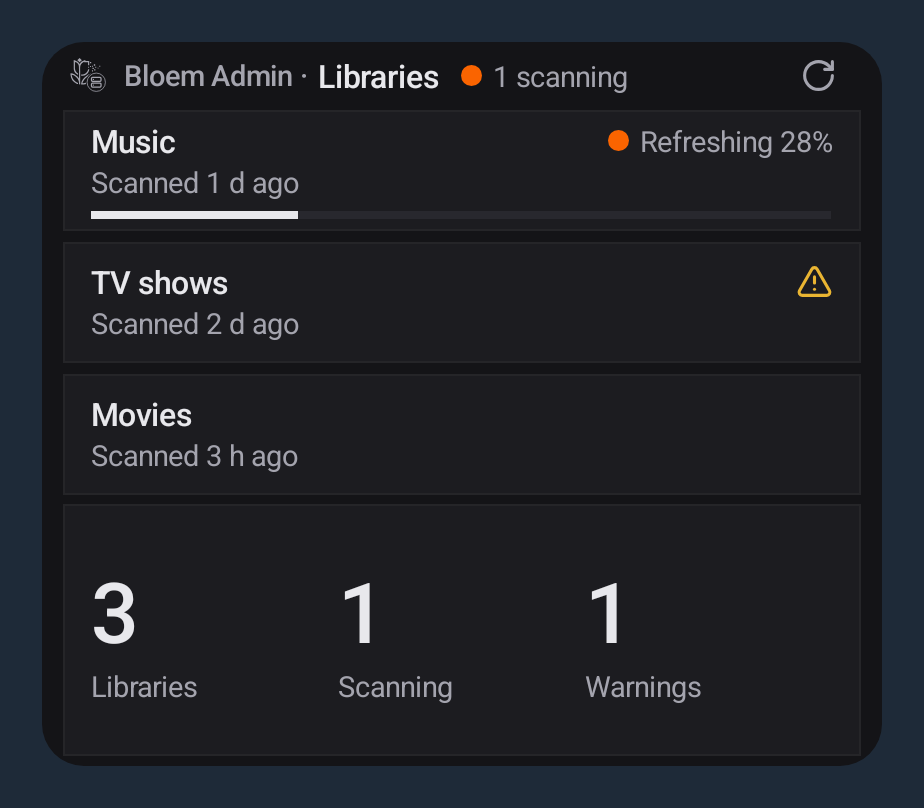 Bloem Admin · Libraries 1 scanning
Music Refreshing 28%
Scanned 1 d ago
TV shows
Scanned 2 d ago
Movies
Scanned 3 h ago
3 1 1
Libraries Scanning Warnings